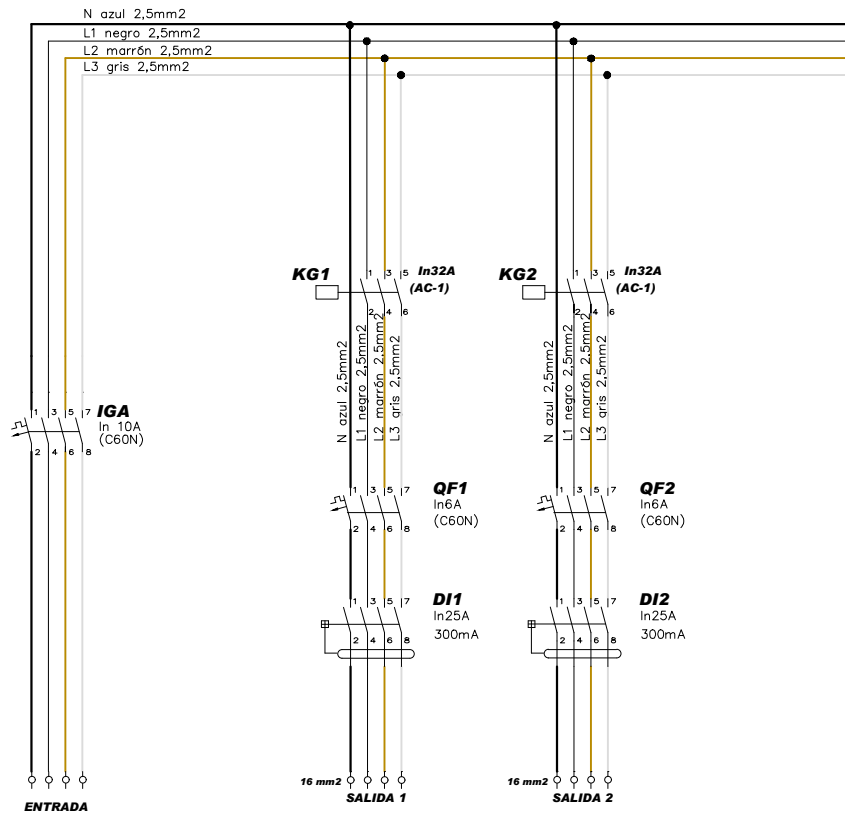 N azul 2,5mm2
L1 negro 2,5mm2
L2 marrón 2,5mm2
L3 gris 2,5mm2
KG1
1 3 5
In32A
(AC-1)
2 4 6
KG2
1 3 5
In32A
(AC-1)
2 4 6
N azul 2,5mm2
L1 negro 2,5mm2
L2 marrón 2,5mm2
L3 gris 2,5mm2
N azul 2,5mm2
L1 negro 2,5mm2
L2 marrón 2,5mm2
L3 gris 2,5mm2
1 3 5 7
IGA
In 10A
(C60N)
2 4 6 8
1 3 5 7
QF1
In6A
(C60N)
2 4 6 8
1 3 5 7
QF2
In6A
(C60N)
2 4 6 8
1 3 5 7
DI1
In25A
300mA
2 4 6 8
1 3 5 7
DI2
In25A
300mA
2 4 6 8
ENTRADA
16 mm2
SALIDA 1
16 mm2
SALIDA 2